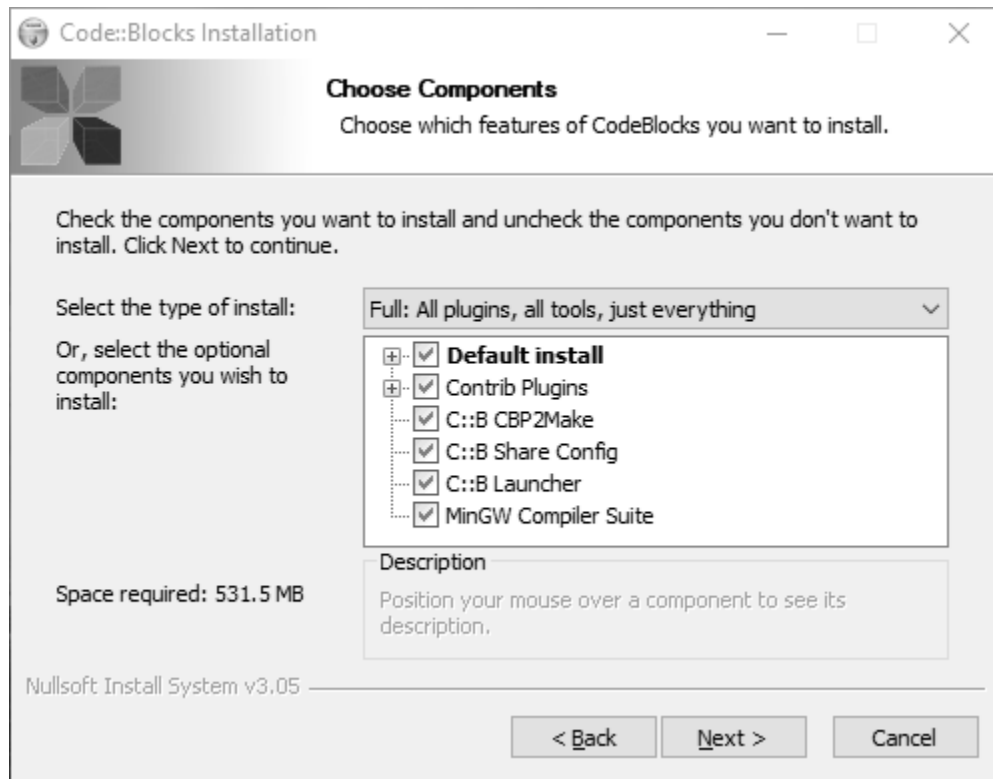 Code::Blocks Installation
Choose Components
Choose which features of CodeBlocks you want to install.
Check the components you want to install and uncheck the components you don't want to
install. Click Next to continue.
Select the type of install:
Full: All plugins, all tools, just everything
Or, select the optional
components you wish to
install:
Default install
Contrib Plugins
C::B CBP2Make
C::B Share Config
C::B Launcher
MinGW Compiler Suite
Space required: 531.5 MB
Description
Position your mouse over a component to see its
description.
Nullsoft Install System v3.05
< Back
Next >
Cancel